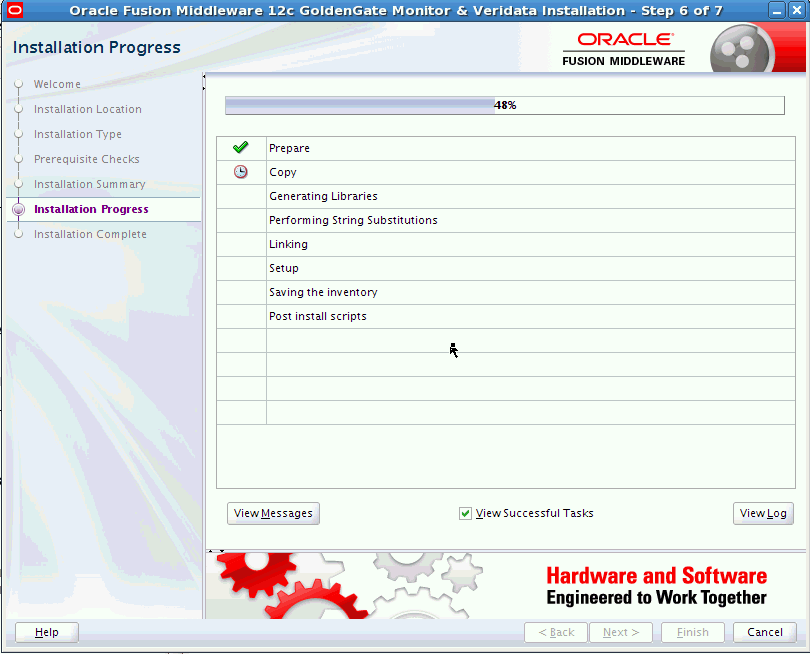 Oracle Fusion Middleware 12c GoldenGate Monitor & Veridata Installation - Step 6 of 7
Installation Progress
ORACLE
FUSION MIDDLEWARE
Welcome
Installation Location
Installation Type
Prerequisite Checks
Installation Summary
Installation Progress
Installation Complete
48%
Prepare
Copy
Generating Libraries
Performing String Substitutions
Linking
Setup
Saving the inventory
Post install scripts
View Messages
View Successful Tasks
View Log
Hardware and Software
Engineered to Work Together
Help
< Back
Next >
Finish
Cancel